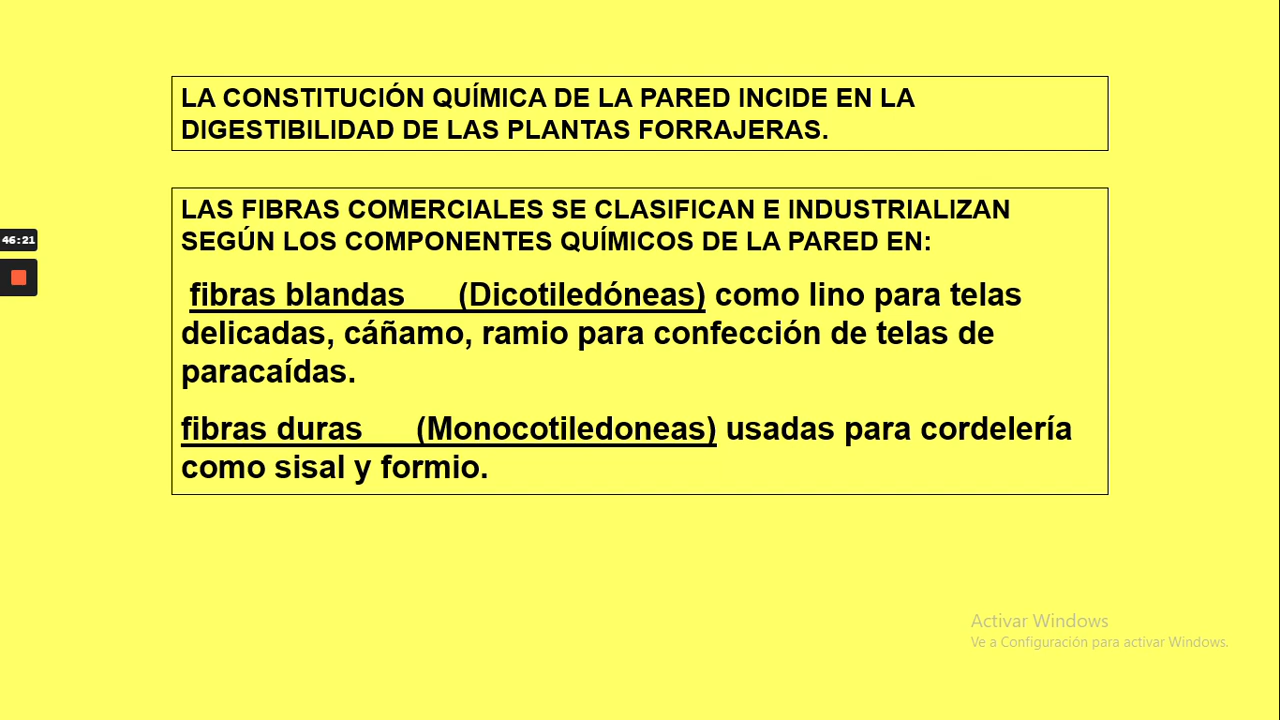 LA CONSTITUCIÓN QUÍMICA DE LA PARED INCIDE EN LA
DIGESTIBILIDAD DE LAS PLANTAS FORRAJERAS.
LAS FIBRAS COMERCIALES SE CLASIFICAN E INDUSTRIALIZAN
SEGÚN LOS COMPONENTES QUÍMICOS DE LA PARED EN:
fibras blandas (Dicotiledóneas) como lino para telas
delicadas, cáñamo, ramio para confección de telas de
paracaídas.
fibras duras (Monocotiledoneas) usadas para cordelería
como sisal y formio.
46:21
Activar Windows
Ve a Configuración para activar Windows.